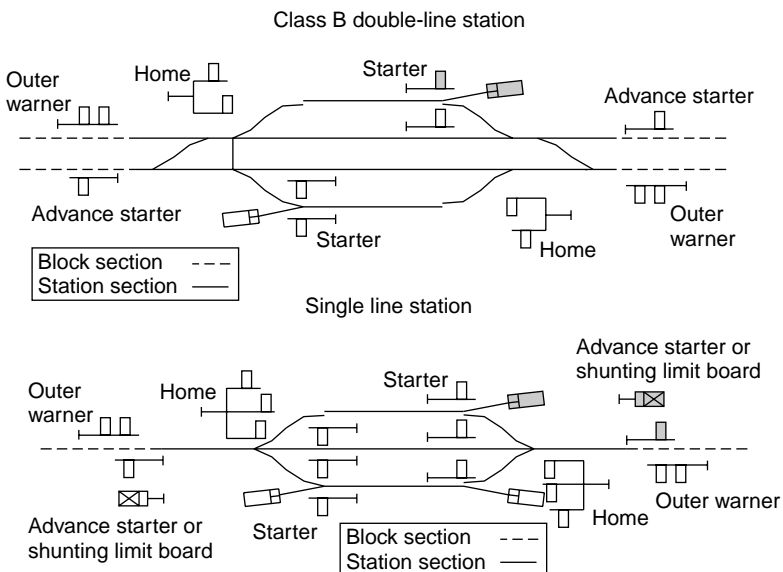 Class B double-line station
Outer
warner
Home
Starter
Advance starter
Advance starter
Starter
Home
Outer
warner
Block section
Station section
Single line station
Advance starter or
shunting limit board
Outer
warner
Home
Starter
Advance starter or
shunting limit board
Starter
Home
Outer warner
Block section
Station section